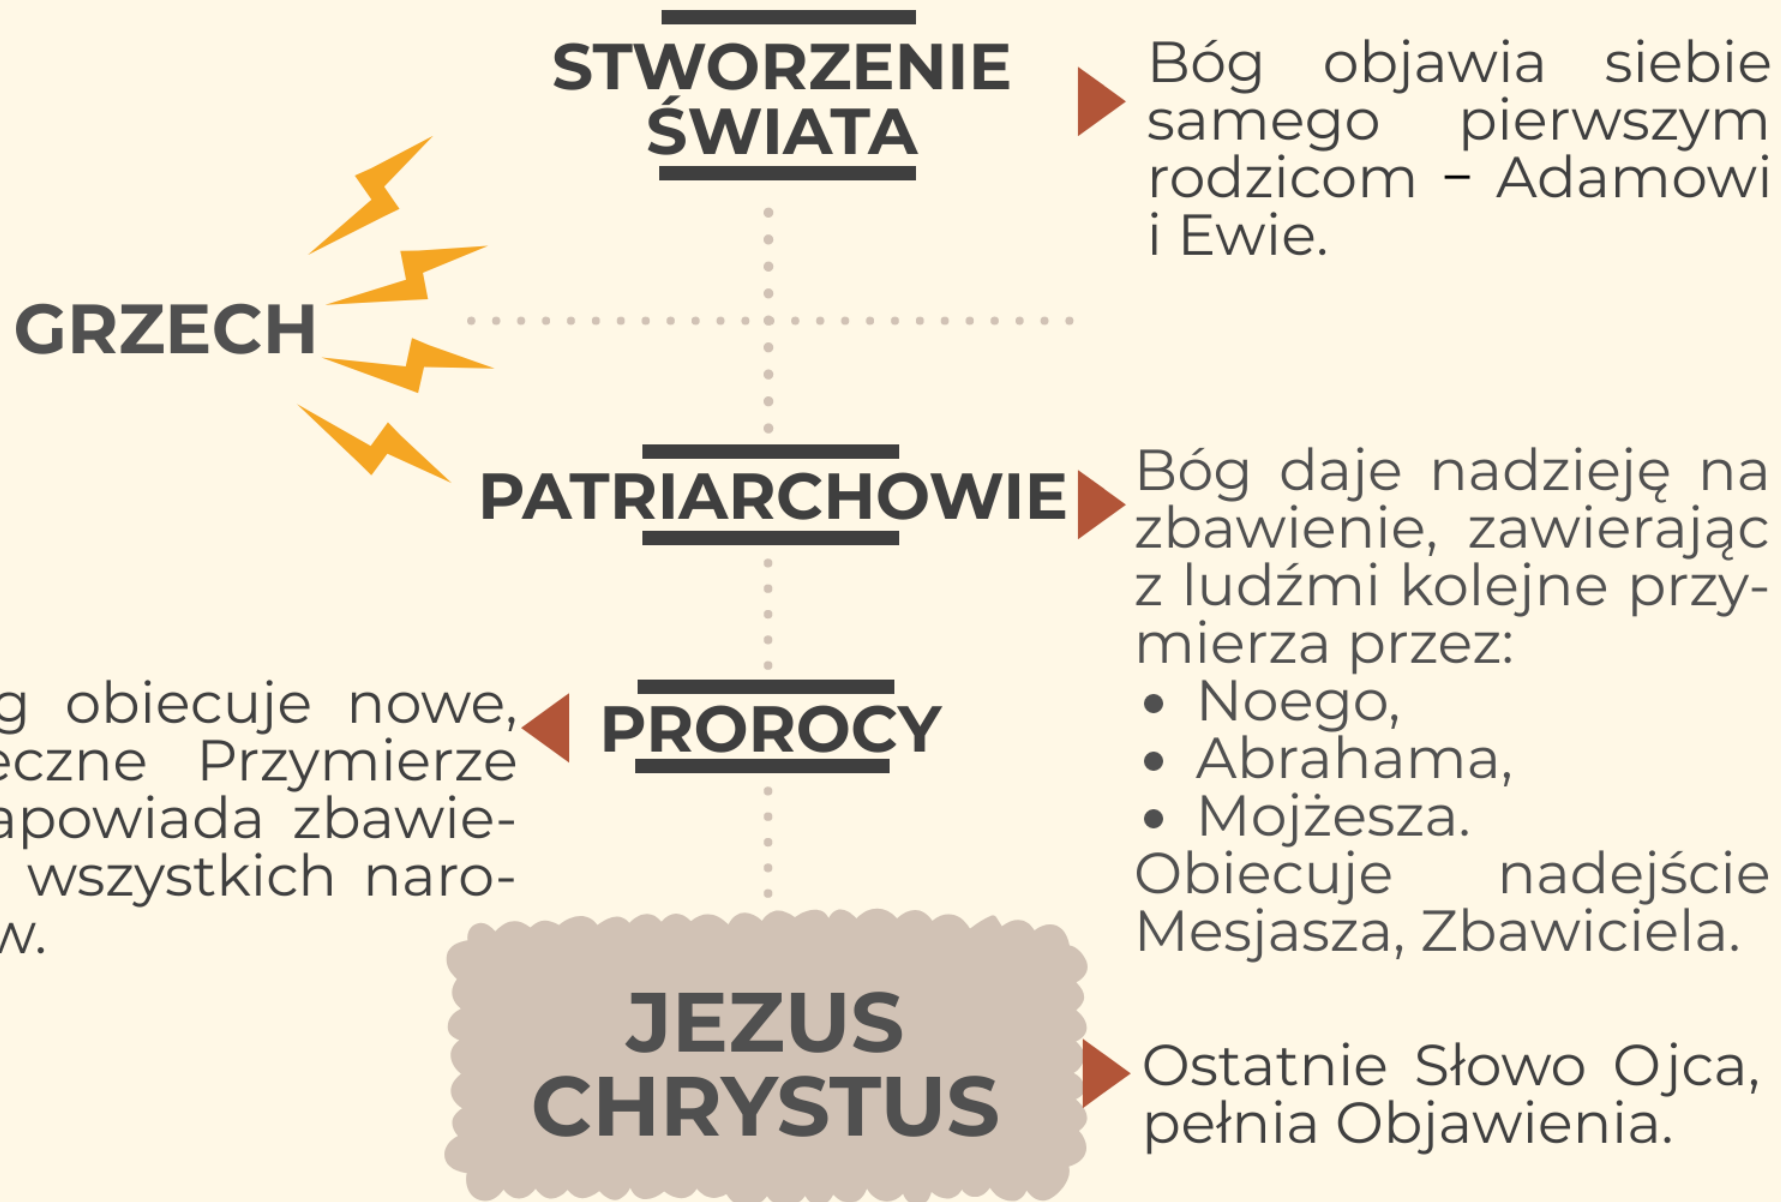 STWORZENIE
ŚWIATA
Bóg objawia siebie
samego pierwszym
rodzicom – Adamowi
i Ewie.
GRZECH
PATRIARCHOWIE
Bóg daje nadzieję na
zbawienie, zawierając
z ludźmi kolejne przy-
mierza przez:
• Noego,
• Abrahama,
• Mojżesza.
Obiecuje nadejście
Mesjasza, Zbawiciela.
PROROCY
obiecuje nowe,
Przymierze
zbawie-
wszystkich naro-
JEZUS
CHRYSTUS
Ostatnie Słowo Ojca,
pełnia Objawienia.